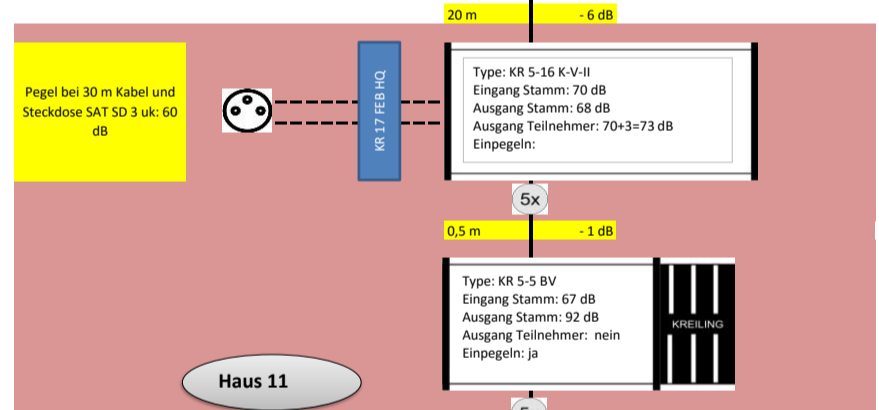 20 m - 6 dB
Pegel bei 30 m Kabel und
Steckdose SAT SD 3 uk: 60
dB
KR 17 FEB HQ
Type: KR 5-16 K-V-II
Eingang Stamm: 70 dB
Ausgang Stamm: 68 dB
Ausgang Teilnehmer: 70+3=73 dB
Einpegeln:
5x
0,5 m - 1 dB
Type: KR 5-5 BV
Eingang Stamm: 67 dB
Ausgang Stamm: 92 dB
Ausgang Teilnehmer: nein
Einpegeln: ja
KREILING
Haus 11